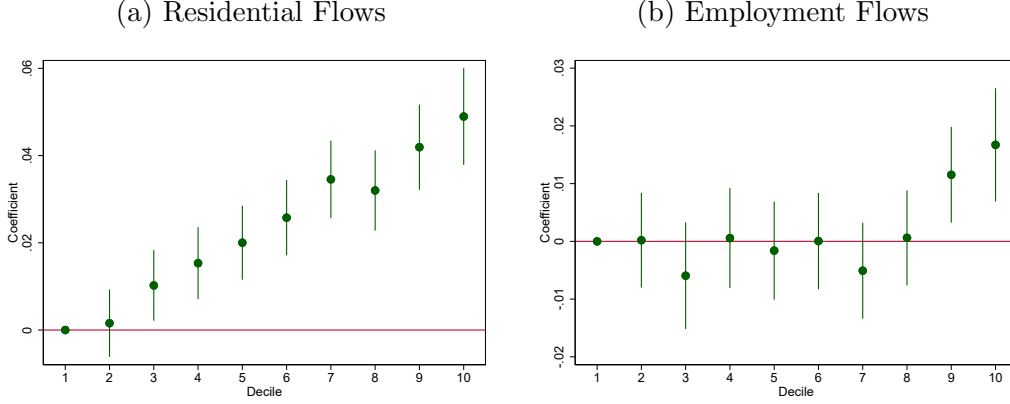 (a) Residential Flows
.06
.04
.02
0
Coefficient
1 2 3 4 5 6 7 8 9 10
Decile
(b) Employment Flows
.03
.02
.01
0
-.01
-.02
Coefficient
1 2 3 4 5 6 7 8 9 10
Decile